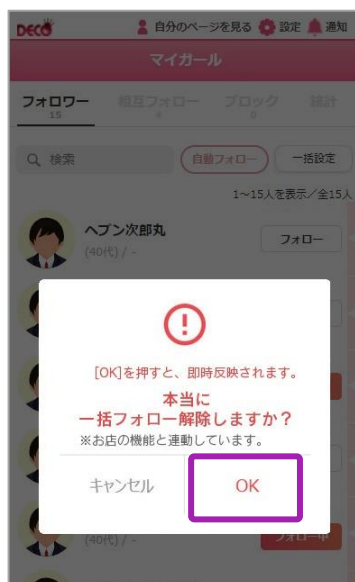 DECO 自分のページを見る 設定 通知
マイガール
フォロワー 相互フォロー ブロック 統計
15 4 0
検索 自動フォロー 一括設定
1~15人を表示/全15人
ヘブン次郎丸 フォロー
(40代) / -
[OK]を押すと、即時反映されます。
本当に
一括フォロー解除しますか?
※お店の機能と連動しています。
キャンセル OK
(40代) / - フォロー中